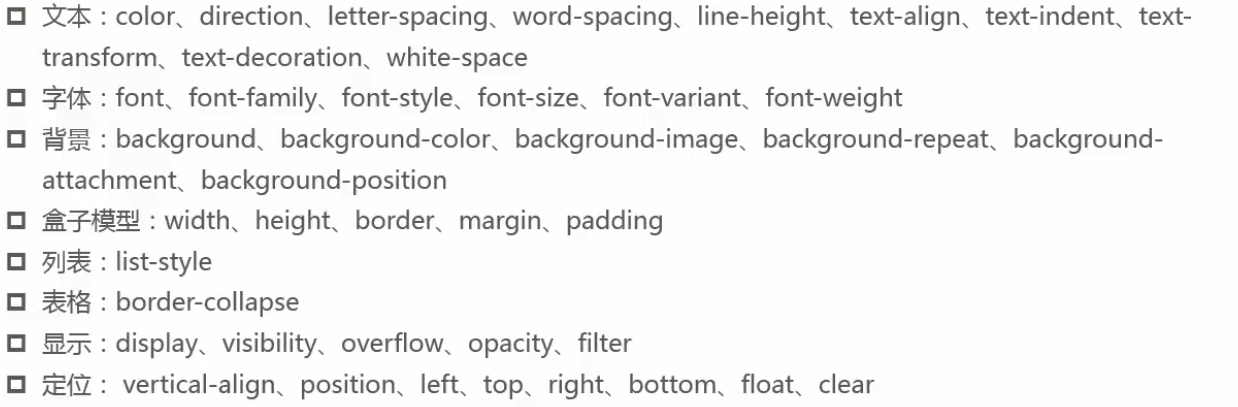 文本：color、direction、letter-spacing、word-spacing、line-height、text-align、text-indent、text-
transform、text-decoration、white-space
字体：font、font-family、font-style、font-size、font-variant、font-weight
背景：background、background-color、background-image、background-repeat、background-
attachment、background-position
盒子模型：width、height、border、margin、padding
列表：list-style
表格：border-collapse
显示：display、visibility、overflow、opacity、filter
定位： vertical-align、position、left、top、right、bottom、float、clear